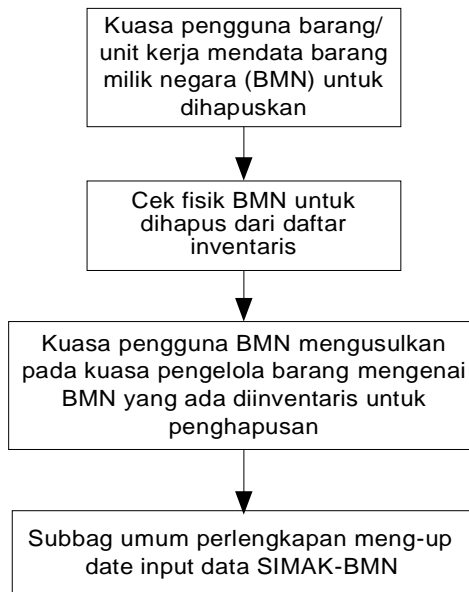 Kuasa pengguna barang/
unit kerja mendata barang
milik negara (BMN) untuk
dihapuskan
Cek fisik BMN untuk
dihapus dari daftar
inventaris
Kuasa pengguna BMN mengusulkan
pada kuasa pengelola barang mengenai
BMN yang ada diinventaris untuk
penghapusan
Subbag umum perlengkapan meng-up
date input data SIMAK-BMN